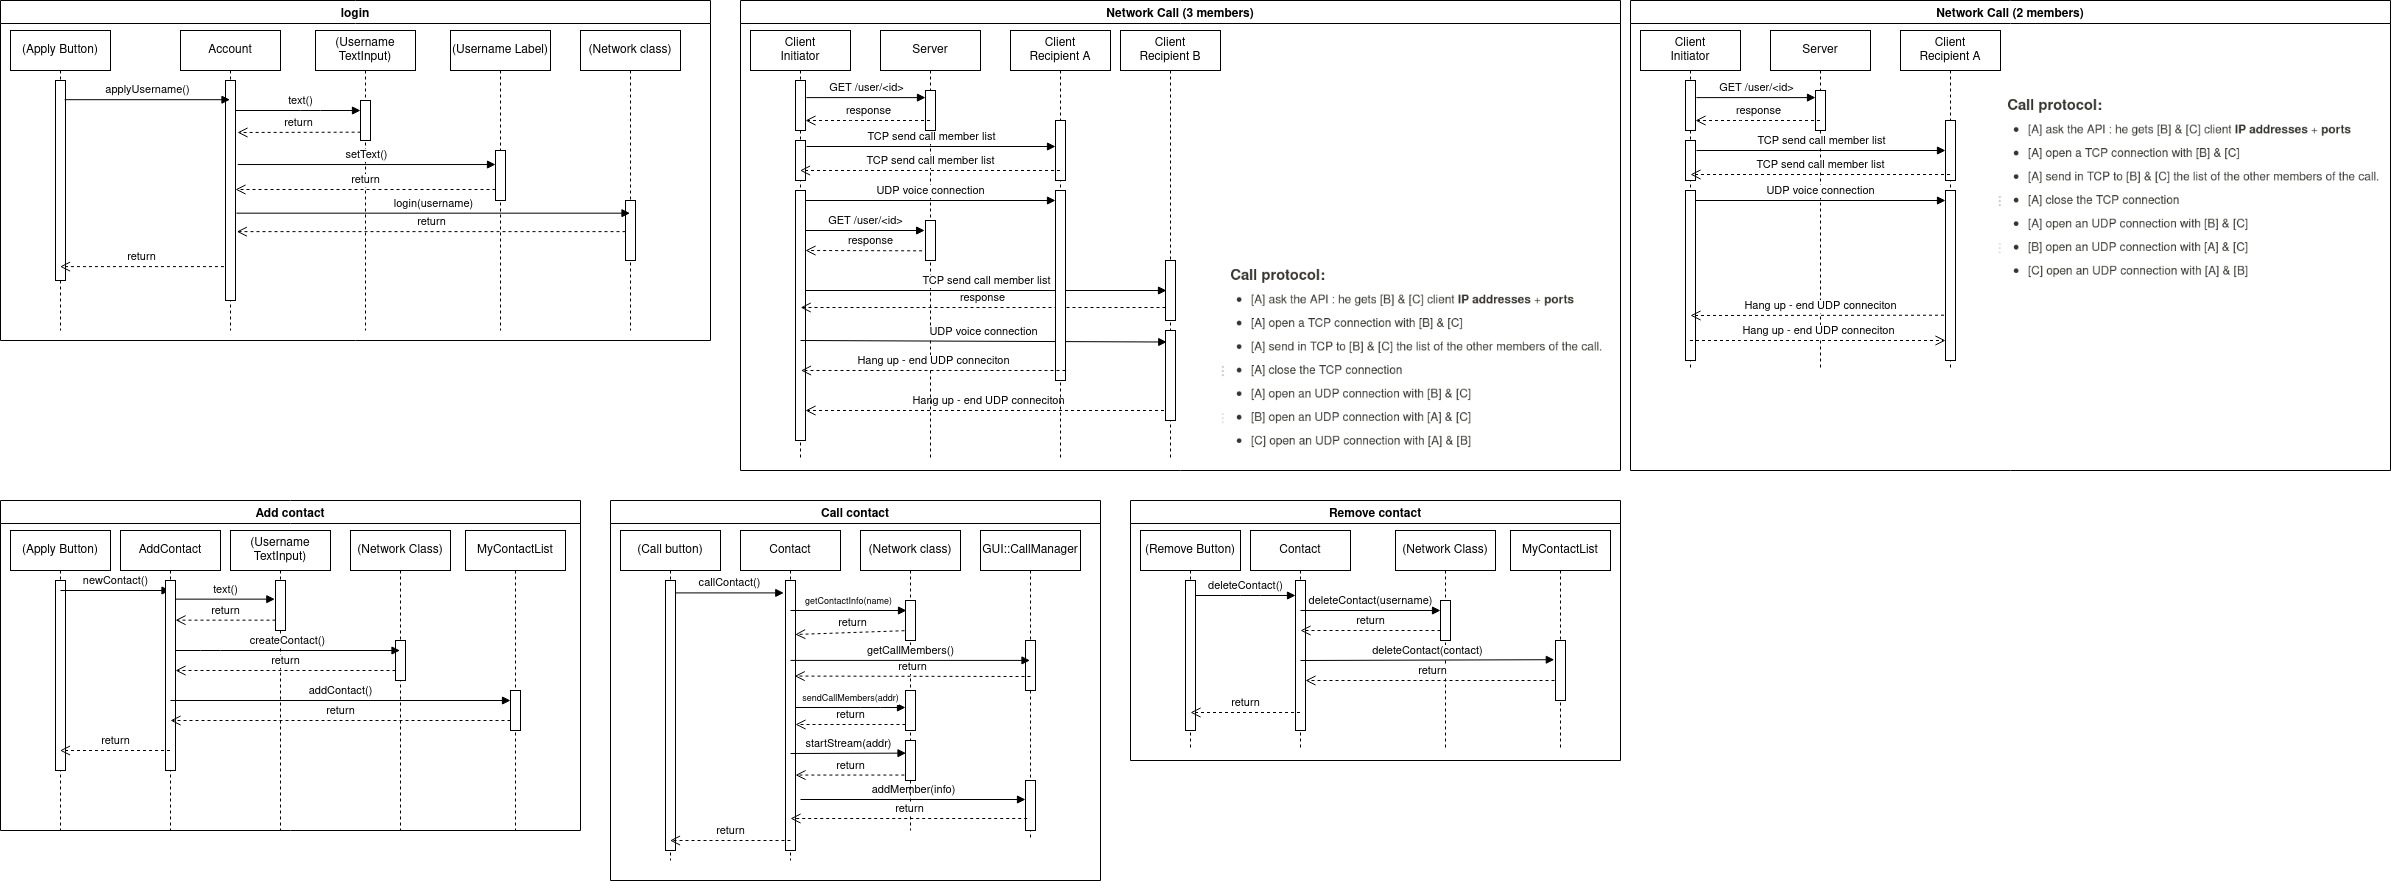 login
(Apply Button)
Account
(Username
TextInput)
(Username Label)
(Network class)
applyUsername()
text()
return
setText()
return
login(username)
return
return
Network Call (3 members)
Client
Initiator
Server
Client
Recipient A
Client
Recipient B
GET /user/<id>
response
TCP send call member list
TCP send call member list
UDP voice connection
GET /user/<id>
response
TCP send call member list
response
UDP voice connection
Hang up - end UDP conneciton
Hang up - end UDP conneciton
Call protocol:
[A] ask the API : he gets [B] & [C] client IP addresses + ports
[A] open a TCP connection with [B] & [C]
[A] send in TCP to [B] & [C] the list of the other members of the call.
[A] close the TCP connection
[A] open an UDP connection with [B] & [C]
[B] open an UDP connection with [A] & [C]
[C] open an UDP connection with [A] & [B]
Network Call (2 members)
Client
Initiator
Server
Client
Recipient A
GET /user/<id>
response
TCP send call member list
TCP send call member list
UDP voice connection
Hang up - end UDP conneciton
Hang up - end UDP conneciton
Call protocol:
[A] ask the API : he gets [B] & [C] client IP addresses + ports
[A] open a TCP connection with [B] & [C]
[A] send in TCP to [B] & [C] the list of the other members of the call.
[A] close the TCP connection
[A] open an UDP connection with [B] & [C]
[B] open an UDP connection with [A] & [C]
[C] open an UDP connection with [A] & [B]
Add contact
(Apply Button)
AddContact
(Username
TextInput)
(Network Class)
MyContactList
newContact()
text()
return
createContact()
return
addContact()
return
return
Call contact
(Call button)
Contact
(Network class)
GUI::CallManager
callContact()
getContactInfo(name)
return
getCallMembers()
return
sendCallMembers(addr)
return
startStream(addr)
return
addMember(info)
return
return
Remove contact
(Remove Button)
Contact
(Network Class)
MyContactList
deleteContact()
deleteContact(username)
return
deleteContact(contact)
return
return